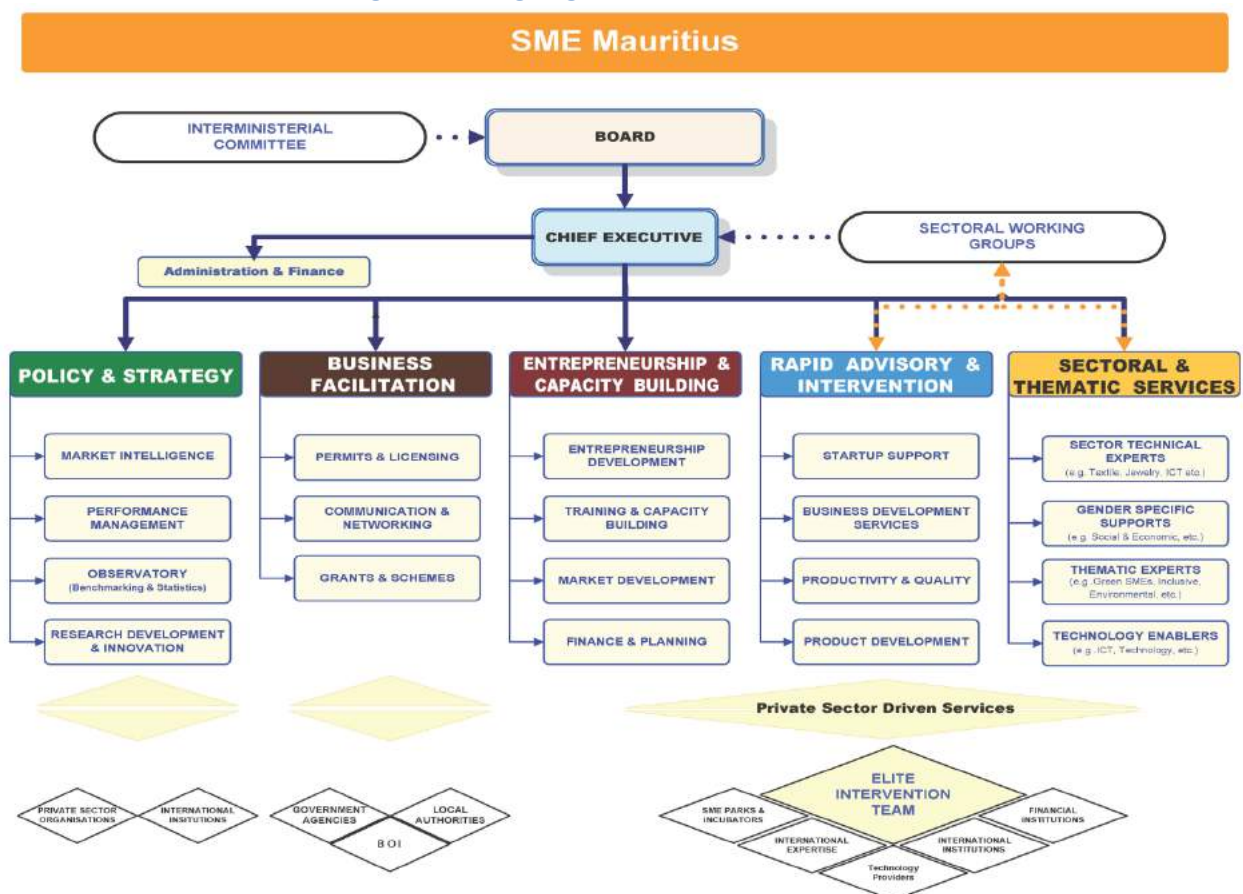 SME Mauritius
INTERMINISTERIAL
COMMITTEE
BOARD
CHIEF EXECUTIVE
SECTORAL WORKING
GROUPS
Administration & Finance
POLICY & STRATEGY
BUSINESS
FACILITATION
ENTREPRENEURSHIP &
CAPACITY BUILDING
RAPID ADVISORY &
INTERVENTION
SECTORAL &
THEMATIC SERVICES
MARKET INTELLIGENCE
PERFORMANCE
MANAGEMENT
OBSERVATORY
(Benchmarking & Statistics)
RESEARCH DEVELOPMENT
& INNOVATION
PERMITS & LICENSING
COMMUNICATION &
NETWORKING
GRANTS & SCHEMES
ENTREPRENEURSHIP
DEVELOPMENT
TRAINING & CAPACITY
BUILDING
MARKET DEVELOPMENT
FINANCE & PLANNING
STARTUP SUPPORT
BUSINESS DEVELOPMENT
SERVICES
PRODUCTIVITY & QUALITY
PRODUCT DEVELOPMENT
SECTOR TECHNICAL
EXPERTS
(e.g. Textile, Jewelry, ICT etc.)
GENDER SPECIFIC
SUPPORTS
(e.g. Social & Economic, etc.)
THEMATIC EXPERTS
(e.g .Green SMEs, Inclusive,
Environmental, etc.)
TECHNOLOGY ENABLERS
(e.g. ICT, Technology, etc.)
Private Sector Driven Services
PRIVATE SECTOR
ORGANISATIONS
INTERNATIONAL
INSITUTIONS
GOVERNMENT
AGENCIES
LOCAL
AUTHORITIES
BOI
ELITE
INTERVENTION
TEAM
SME PARKS &
INCUBATORS
FINANCIAL
INSTITUTIONS
INTERNATIONAL
EXPERTISE
INTERNATIONAL
INSTITUTIONS
Technology
Providers